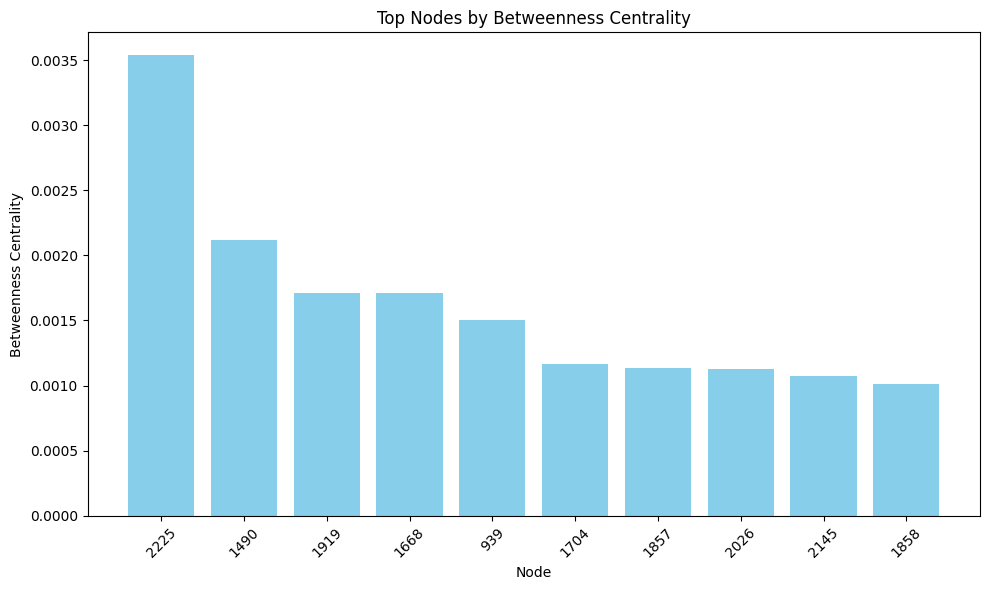 Top Nodes by Betweenness Centrality
Betweenness Centrality
0.0035
0.0030
0.0025
0.0020
0.0015
0.0010
0.0005
0.0000
2225 1490 1919 1668 939 1704 1857 2026 2145 1858
Node